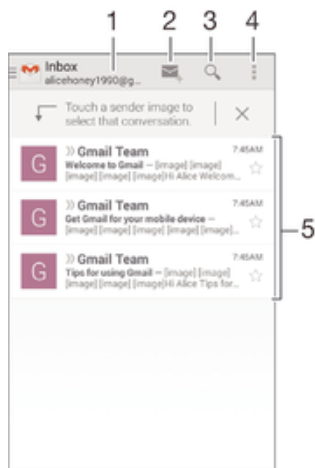 1 2 3 4
Inbox
alicehoney1990@g...
Touch a sender image to
select that conversation.
G
» Gmail Team
7:45AM
Welcome to Gmail – [image] [image]
[image] [image] [image]Hi Alice Welcom...
G
» Gmail Team
7:45AM
Get Gmail for your mobile device –
[image] [image] [image] [image] [image]...
G
» Gmail Team
7:45AM
Tips for using Gmail – [image] [image]
[image] [image] [image]Hi Alice Tips for...
5